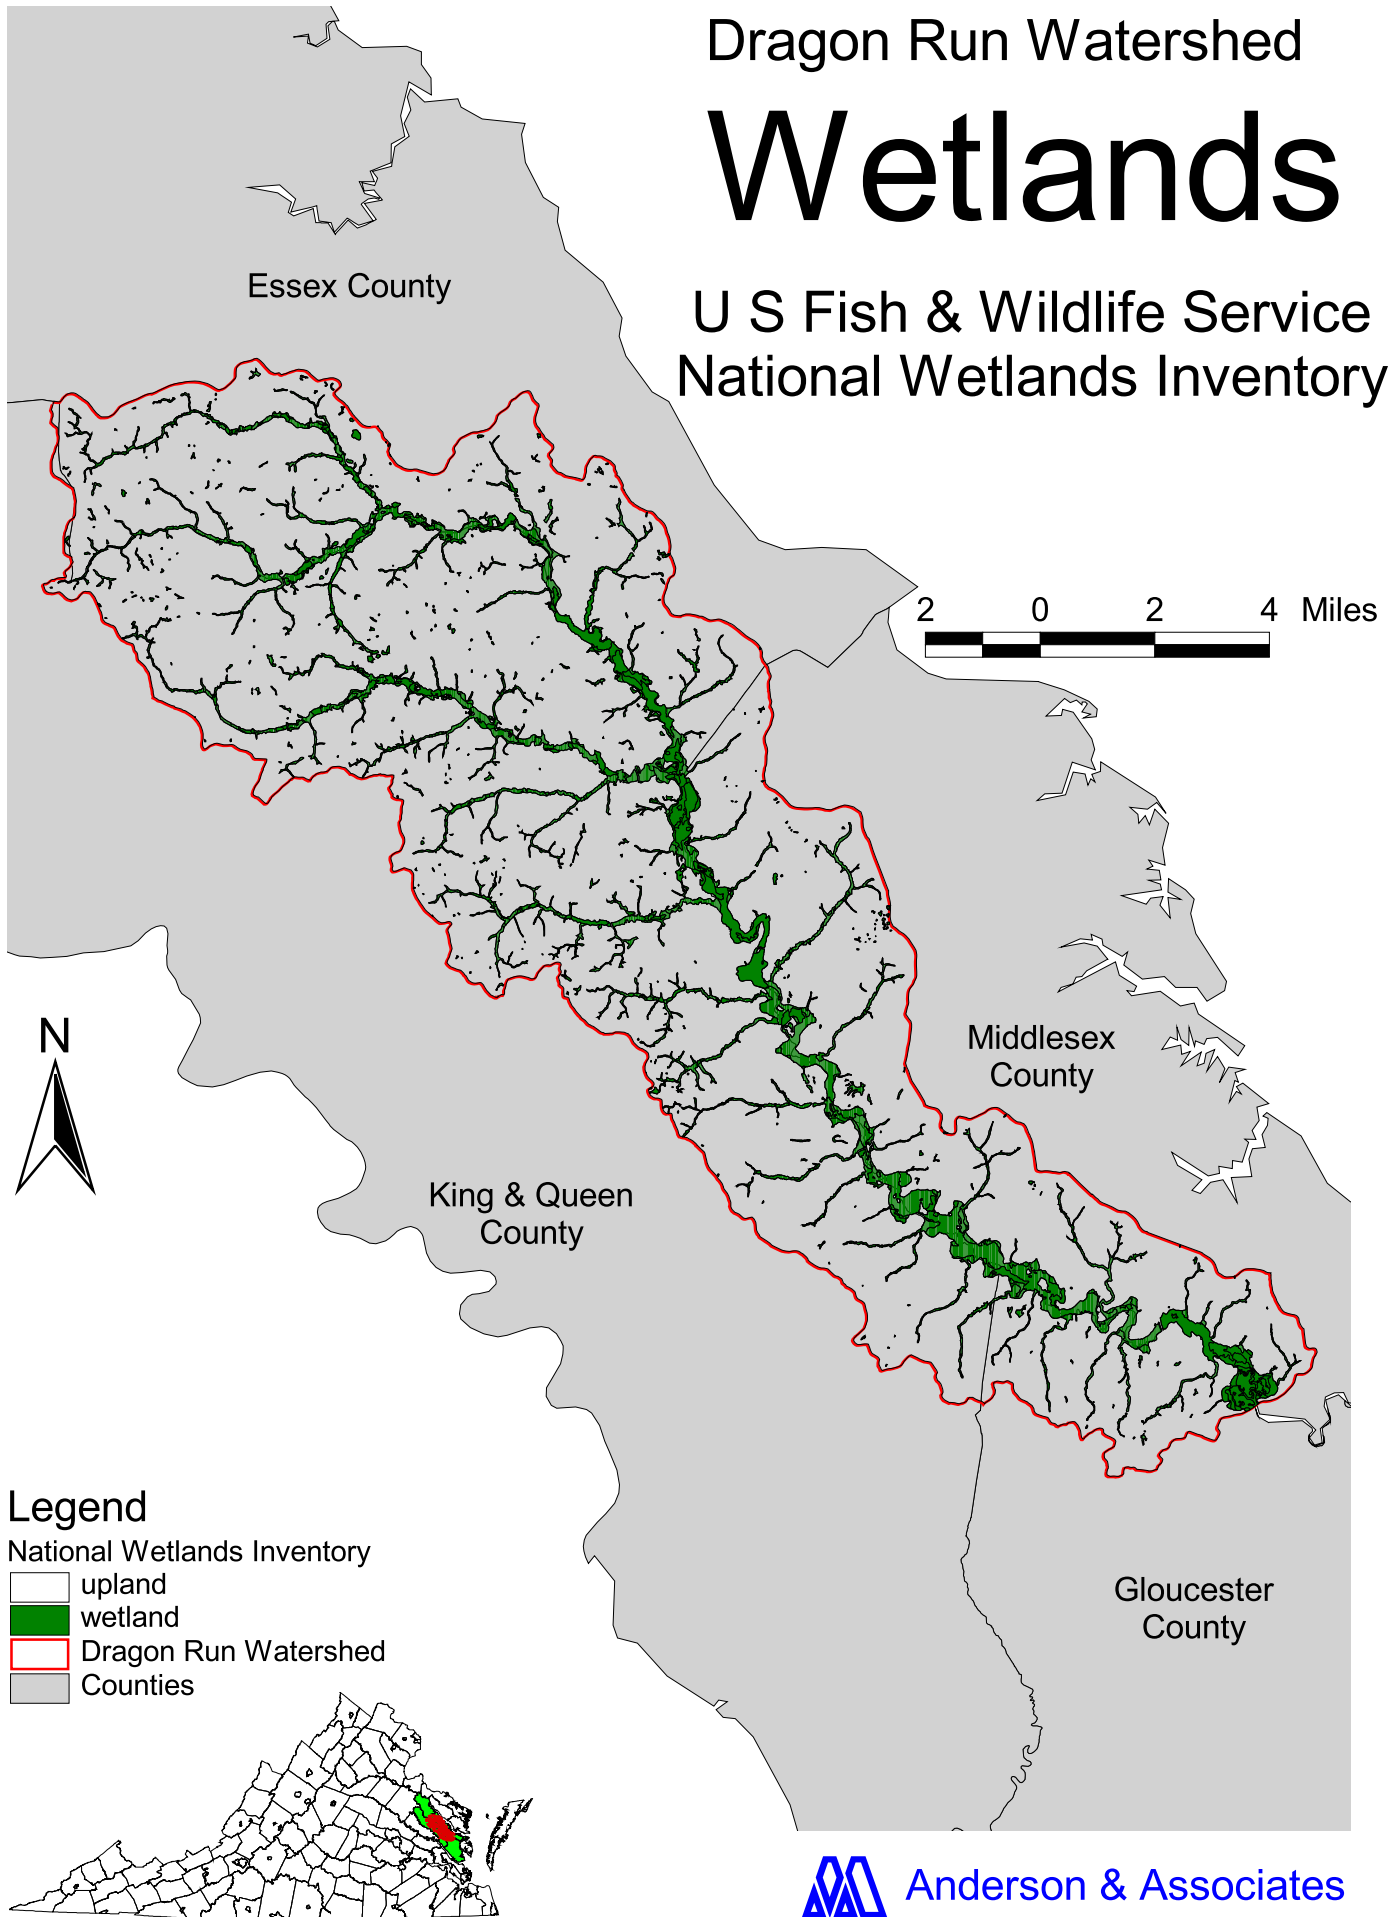 Dragon Run Watershed
Wetlands
U S Fish & Wildlife Service
National Wetlands Inventory
Essex County
2 0 2 4 Miles
Middlesex
County
N
King & Queen
County
Legend
National Wetlands Inventory
upland
wetland
Dragon Run Watershed
Counties
Gloucester
County
Anderson & Associates